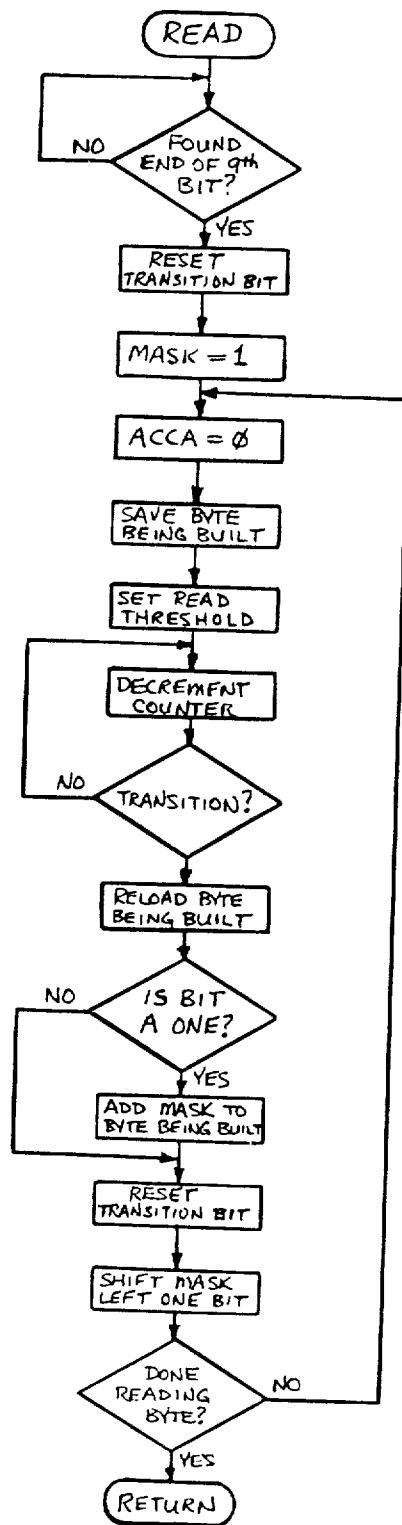 READ
NO
FOUND
END OF 9th
BIT?
YES
RESET
TRANSITION BIT
MASK = 1
ACCA = Ø
SAVE BYTE
BEING BUILT
SET READ
THRESHOLD
DECREMENT
COUNTER
NO
TRANSITION?
RELOAD BYTE
BEING BUILT
NO
IS BIT
A ONE?
YES
ADD MASK TO
BYTE BEING BUILT
RESET
TRANSITION BIT
SHIFT MASK
LEFT ONE BIT
DONE
READING
BYTE?
NO
YES
RETURN